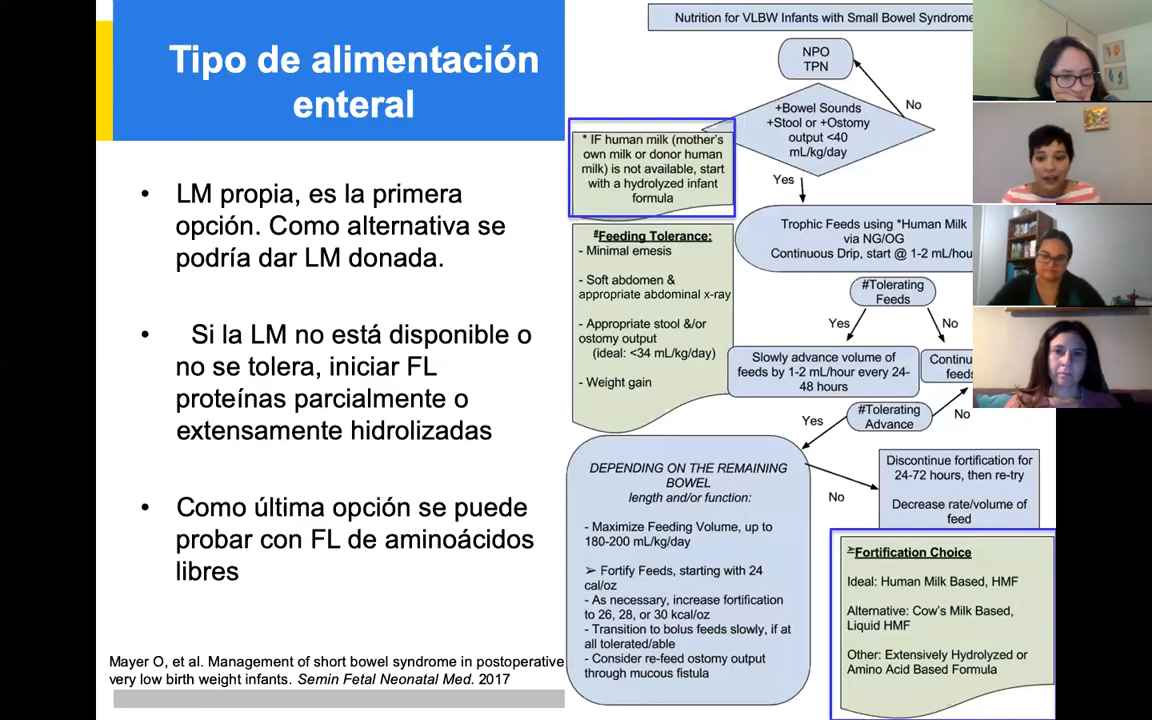 Tipo de alimentación
enteral
• LM propia, es la primera
opción. Como alternativa se
podría dar LM donada.
• Si la LM no está disponible o
no se tolera, iniciar FL
proteínas parcialmente o
extensamente hidrolizadas
• Como última opción se puede
probar con FL de aminoácidos
libres
Mayer O, et al. Management of short bowel syndrome in postoperative
very low birth weight infants. Semin Fetal Neonatal Med. 2017
Nutrition for VLBW Infants with Small Bowel Syndrome
NPO
TPN
No
+Bowel Sounds
+Stool or +Ostomy
output <40
mL/kg/day
* IF human milk (mother's
own milk or donor human
milk) is not available, start
with a hydrolyzed infant
formula
Yes
Trophic Feeds using *Human Milk
via NG/OG
Continuous Drip, start @ 1-2 mL/hou
#Feeding Tolerance:
- Minimal emesis
- Soft abdomen &
appropriate abdominal x-ray
- Appropriate stool &/or
ostomy output
(ideal: <34 mL/kg/day)
- Weight gain
#Tolerating
Feeds
Yes
No
Slowly advance volume of
feeds by 1-2 mL/hour every 24-
48 hours
Continu
feeds
#Tolerating
Advance
Yes
No
DEPENDING ON THE REMAINING
BOWEL
length and/or function:
- Maximize Feeding Volume, up to
180-200 mL/kg/day
➢ Fortify Feeds, starting with 24
cal/oz
- As necessary, increase fortification
to 26, 28, or 30 kcal/oz
- Transition to bolus feeds slowly, if at
all tolerated/able
- Consider re-feed ostomy output
through mucous fistula
No
Discontinue fortification for
24-72 hours, then re-try
Decrease rate/volume of
feed
➢Fortification Choice
Ideal: Human Milk Based, HMF
Alternative: Cow's Milk Based,
Liquid HMF
Other: Extensively Hydrolyzed or
Amino Acid Based Formula